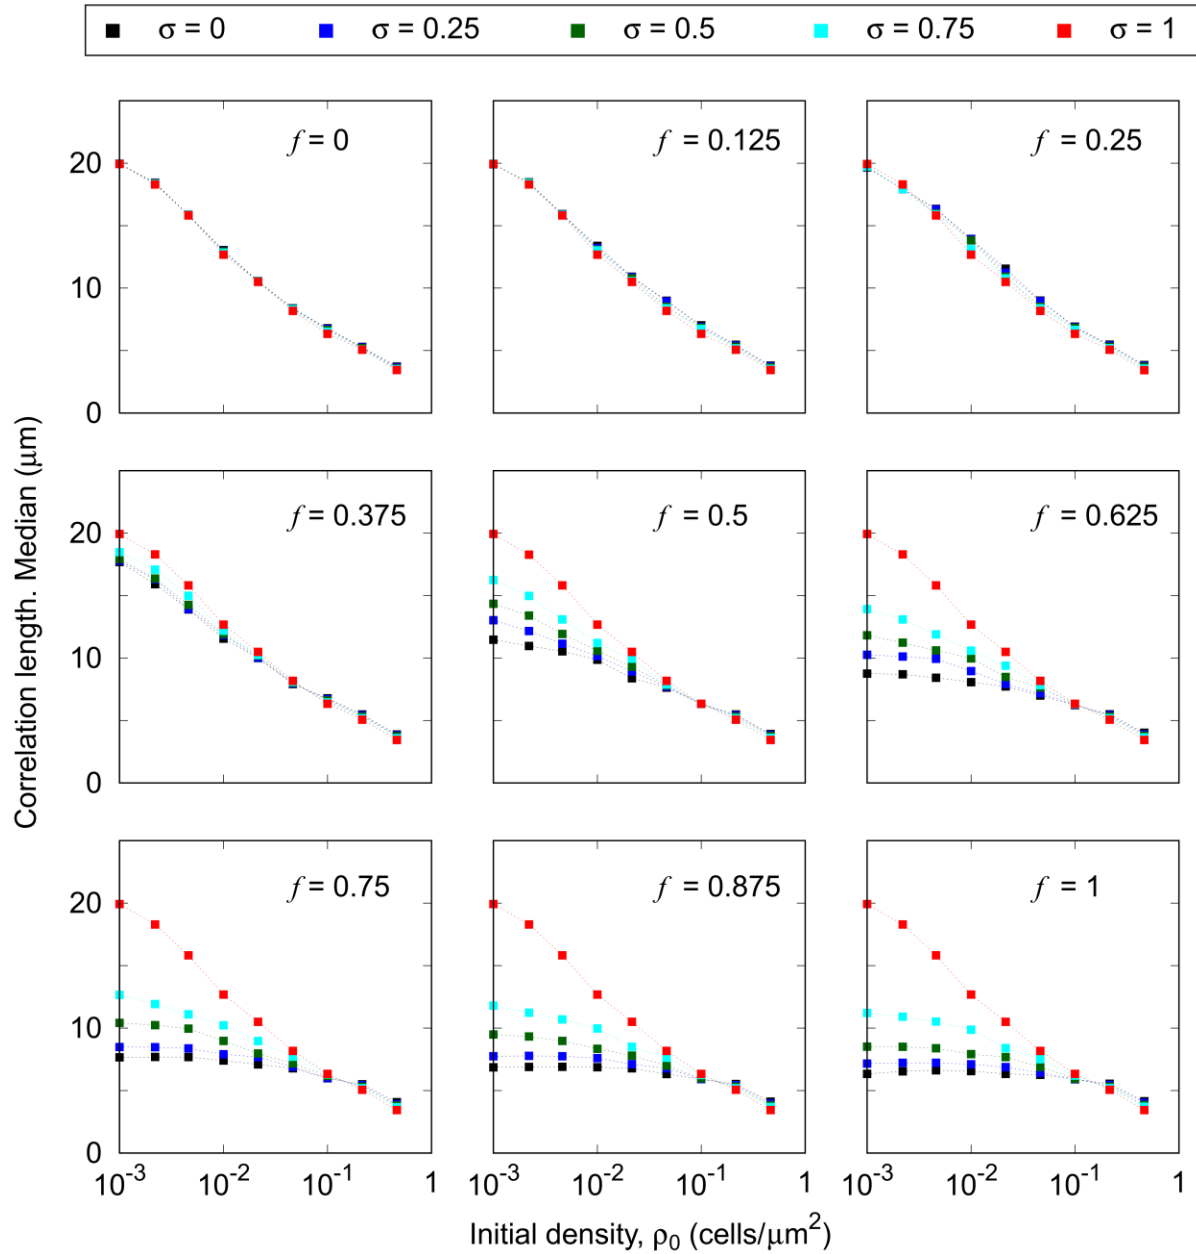 σ = 0 σ = 0.25 σ = 0.5 σ = 0.75 σ = 1
f = 0 f = 0.125 f = 0.25
20
10
0
f = 0.375 f = 0.5 f = 0.625
20
10
0
f = 0.75 f = 0.875 f = 1
20
10
0
10⁻³ 10⁻² 10⁻¹ 1 10⁻³ 10⁻² 10⁻¹ 1 10⁻³ 10⁻² 10⁻¹ 1
Correlation length. Median (μm)
Initial density, ρ₀ (cells/μm²)